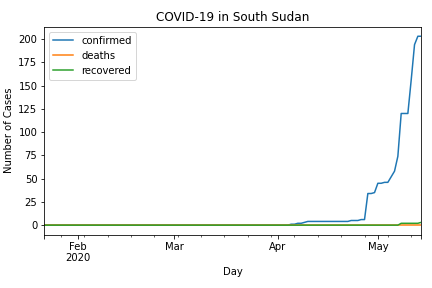 COVID-19 in South Sudan
confirmed
deaths
recovered
Number of Cases
200
175
150
125
100
75
50
25
0
Feb
2020
Mar
Apr
May
Day